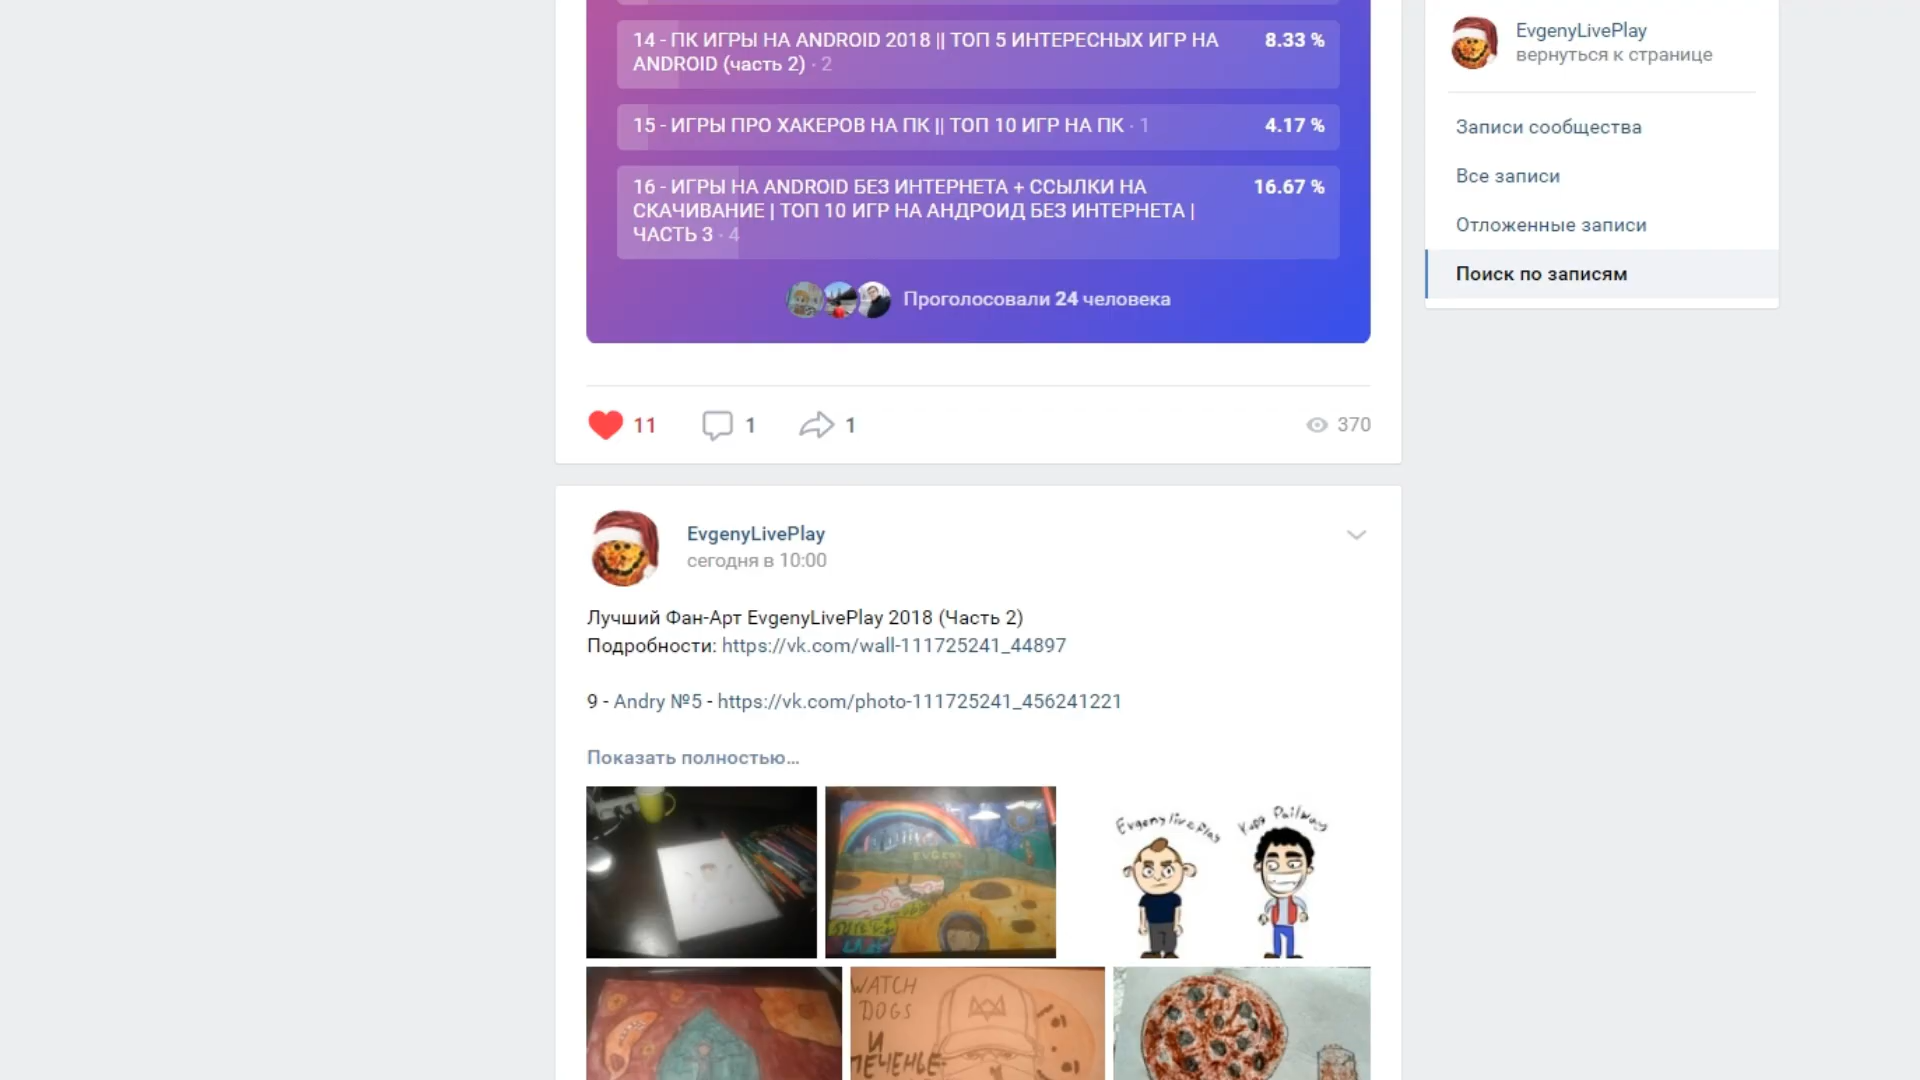 14 - ПК ИГРЫ НА ANDROID 2018 || ТОП 5 ИНТЕРЕСНЫХ ИГР НА
ANDROID (часть 2) · 2
8.33 %
15 - ИГРЫ ПРО ХАКЕРОВ НА ПК || ТОП 10 ИГР НА ПК · 1
4.17 %
16 - ИГРЫ НА ANDROID БЕЗ ИНТЕРНЕТА + ССЫЛКИ НА
СКАЧИВАНИЕ | ТОП 10 ИГР НА АНДРОИД БЕЗ ИНТЕРНЕТА |
ЧАСТЬ 3 · 4
16.67 %
Проголосовали 24 человека
11
1
1
370
EvgenyLivePlay
сегодня в 10:00
Лучший Фан-Арт EvgenyLivePlay 2018 (Часть 2)
Подробности: https://vk.com/wall-111725241_44897
9 - Andry №5 - https://vk.com/photo-111725241_456241221
Показать полностью…
Evgenyliveplay
WATCH
DOGS
И
ПЕЧЕНЬЕ
EvgenyLivePlay
вернуться к странице
Записи сообщества
Все записи
Отложенные записи
Поиск по записям